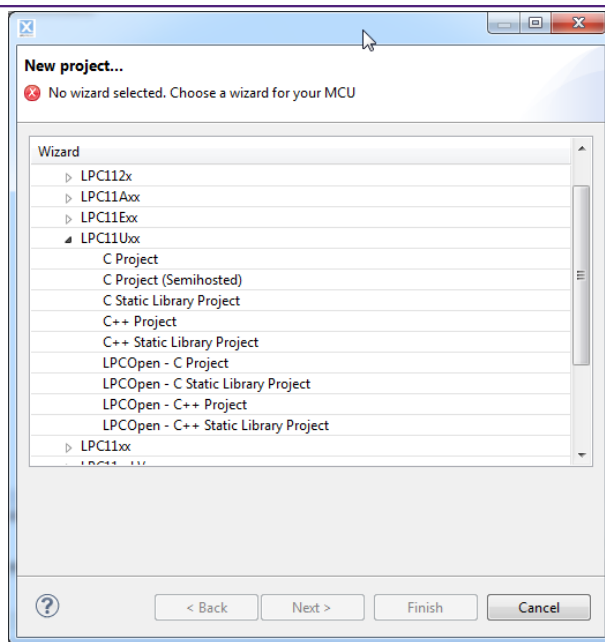 New project...
No wizard selected. Choose a wizard for your MCU
Wizard
LPC112x
LPC11Axx
LPC11Exx
LPC11Uxx
C Project
C Project (Semihosted)
C Static Library Project
C++ Project
C++ Static Library Project
LPCOpen - C Project
LPCOpen - C Static Library Project
LPCOpen - C++ Project
LPCOpen - C++ Static Library Project
LPC11xx
< Back Next > Finish Cancel